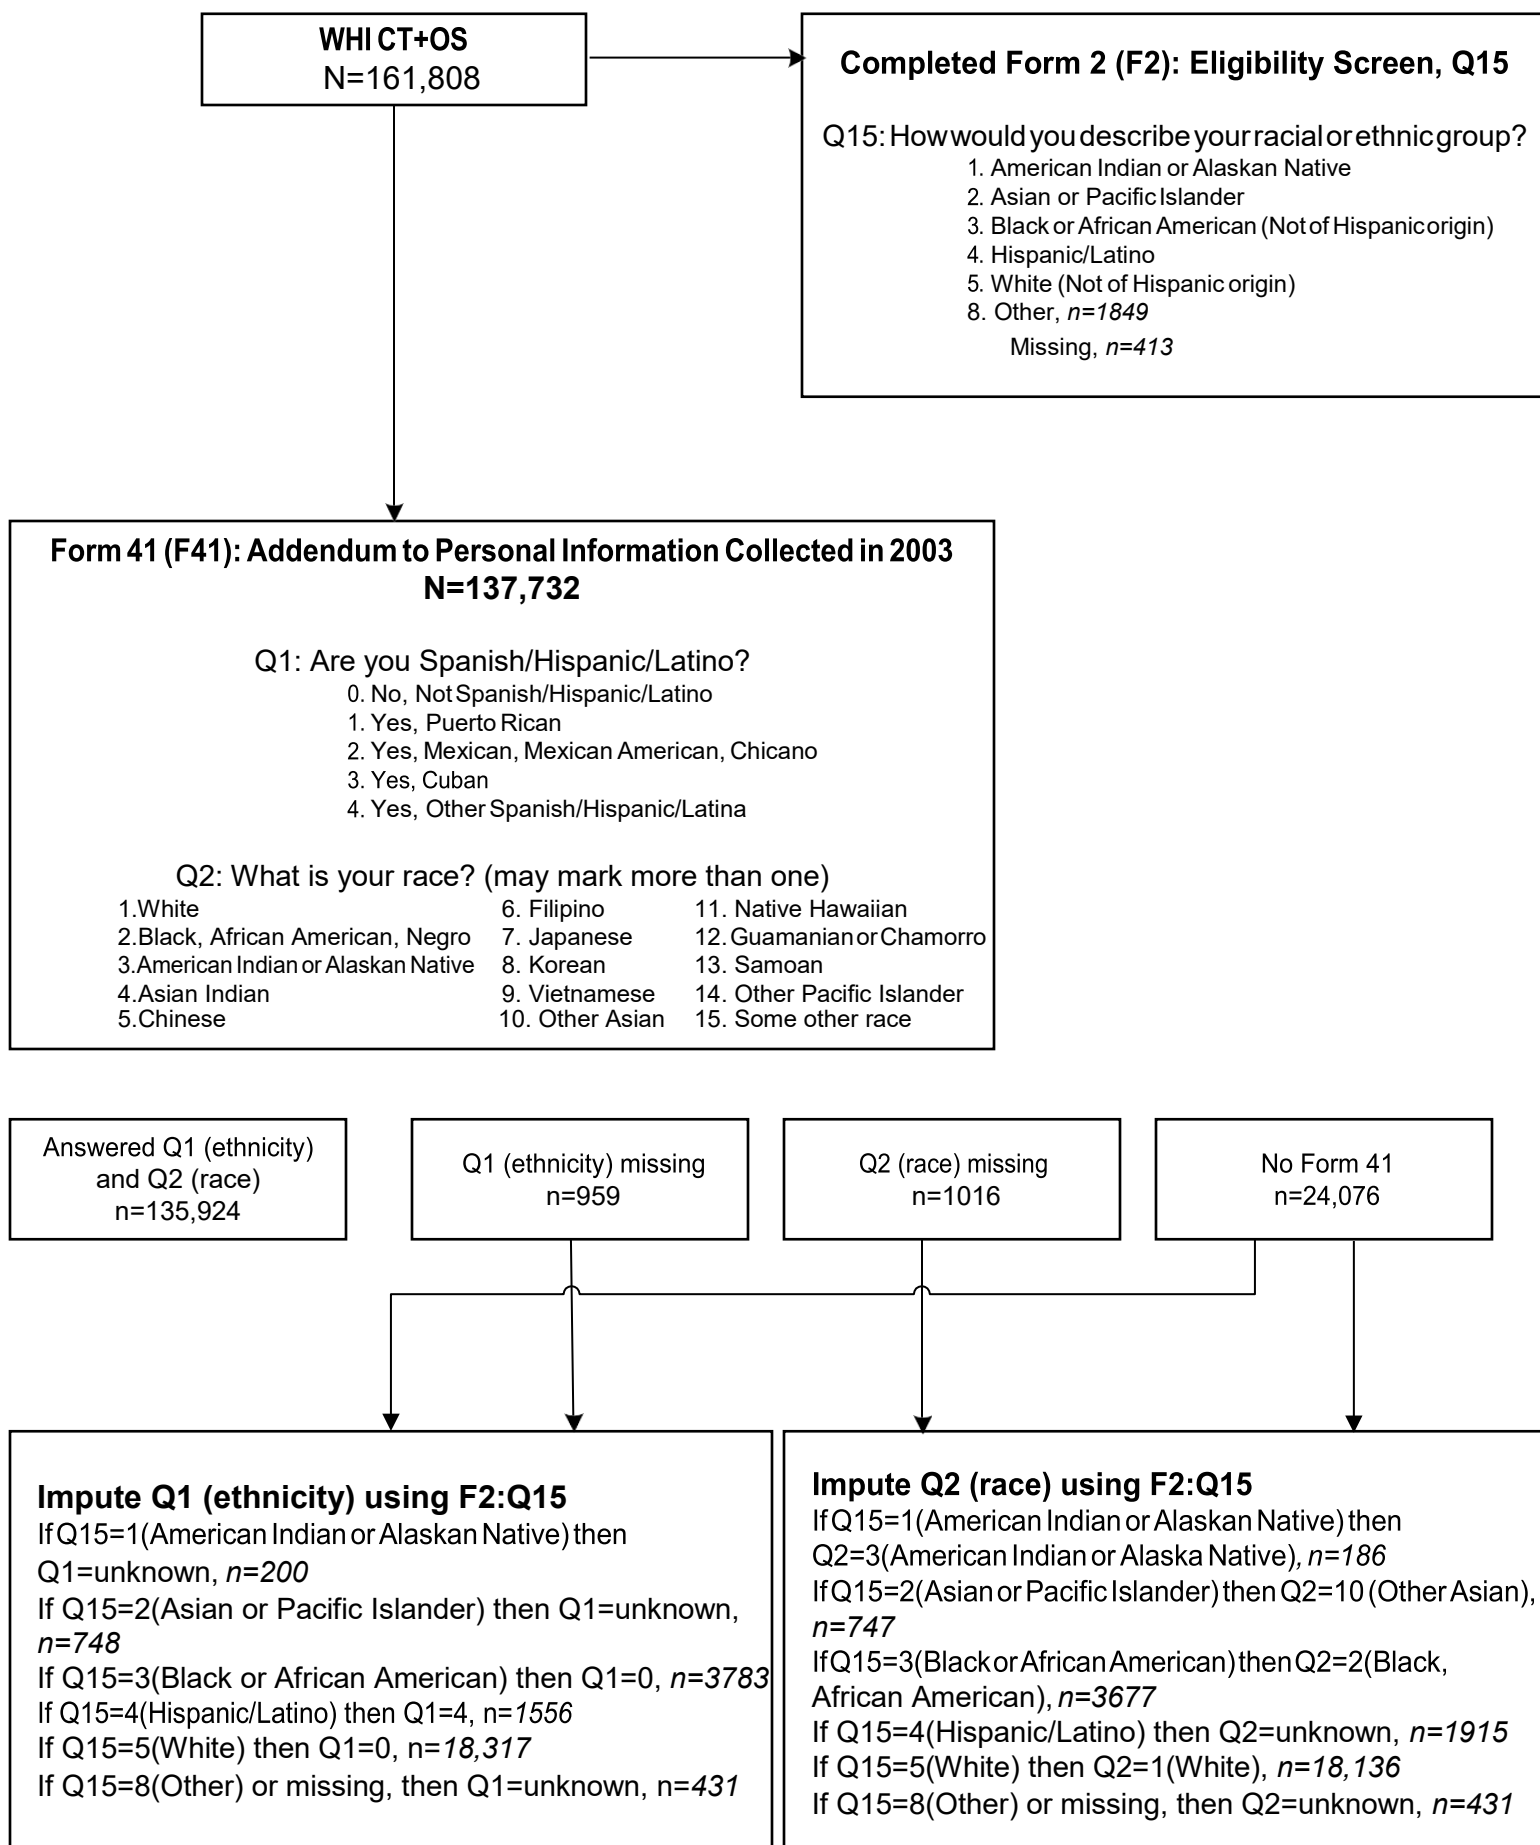 WHI CT+OS
N=161,808
Completed Form 2 (F2): Eligibility Screen, Q15
Q15: How would you describe your racial or ethnic group?
1. American Indian or Alaskan Native
2. Asian or Pacific Islander
3. Black or African American (Not of Hispanic origin)
4. Hispanic/Latino
5. White (Not of Hispanic origin)
8. Other, n=1849
Missing, n=413
Form 41 (F41): Addendum to Personal Information Collected in 2003
N=137,732
Q1: Are you Spanish/Hispanic/Latino?
0. No, Not Spanish/Hispanic/Latino
1. Yes, Puerto Rican
2. Yes, Mexican, Mexican American, Chicano
3. Yes, Cuban
4. Yes, Other Spanish/Hispanic/Latina
Q2: What is your race? (may mark more than one)
1.White
2.Black, African American, Negro
3.American Indian or Alaskan Native
4.Asian Indian
5.Chinese
6. Filipino
7. Japanese
8. Korean
9. Vietnamese
10. Other Asian
11. Native Hawaiian
12. Guamanian or Chamorro
13. Samoan
14. Other Pacific Islander
15. Some other race
Answered Q1 (ethnicity)
and Q2 (race)
n=135,924
Q1 (ethnicity) missing
n=959
Q2 (race) missing
n=1016
No Form 41
n=24,076
Impute Q1 (ethnicity) using F2:Q15
If Q15=1(American Indian or Alaskan Native) then
Q1=unknown, n=200
If Q15=2(Asian or Pacific Islander) then Q1=unknown,
n=748
If Q15=3(Black or African American) then Q1=0, n=3783
If Q15=4(Hispanic/Latino) then Q1=4, n=1556
If Q15=5(White) then Q1=0, n=18,317
If Q15=8(Other) or missing, then Q1=unknown, n=431
Impute Q2 (race) using F2:Q15
If Q15=1(American Indian or Alaskan Native) then
Q2=3(American Indian or Alaska Native), n=186
If Q15=2(Asian or Pacific Islander) then Q2=10 (Other Asian),
n=747
If Q15=3(Black or African American) then Q2=2(Black,
African American), n=3677
If Q15=4(Hispanic/Latino) then Q2=unknown, n=1915
If Q15=5(White) then Q2=1(White), n=18,136
If Q15=8(Other) or missing, then Q2=unknown, n=431